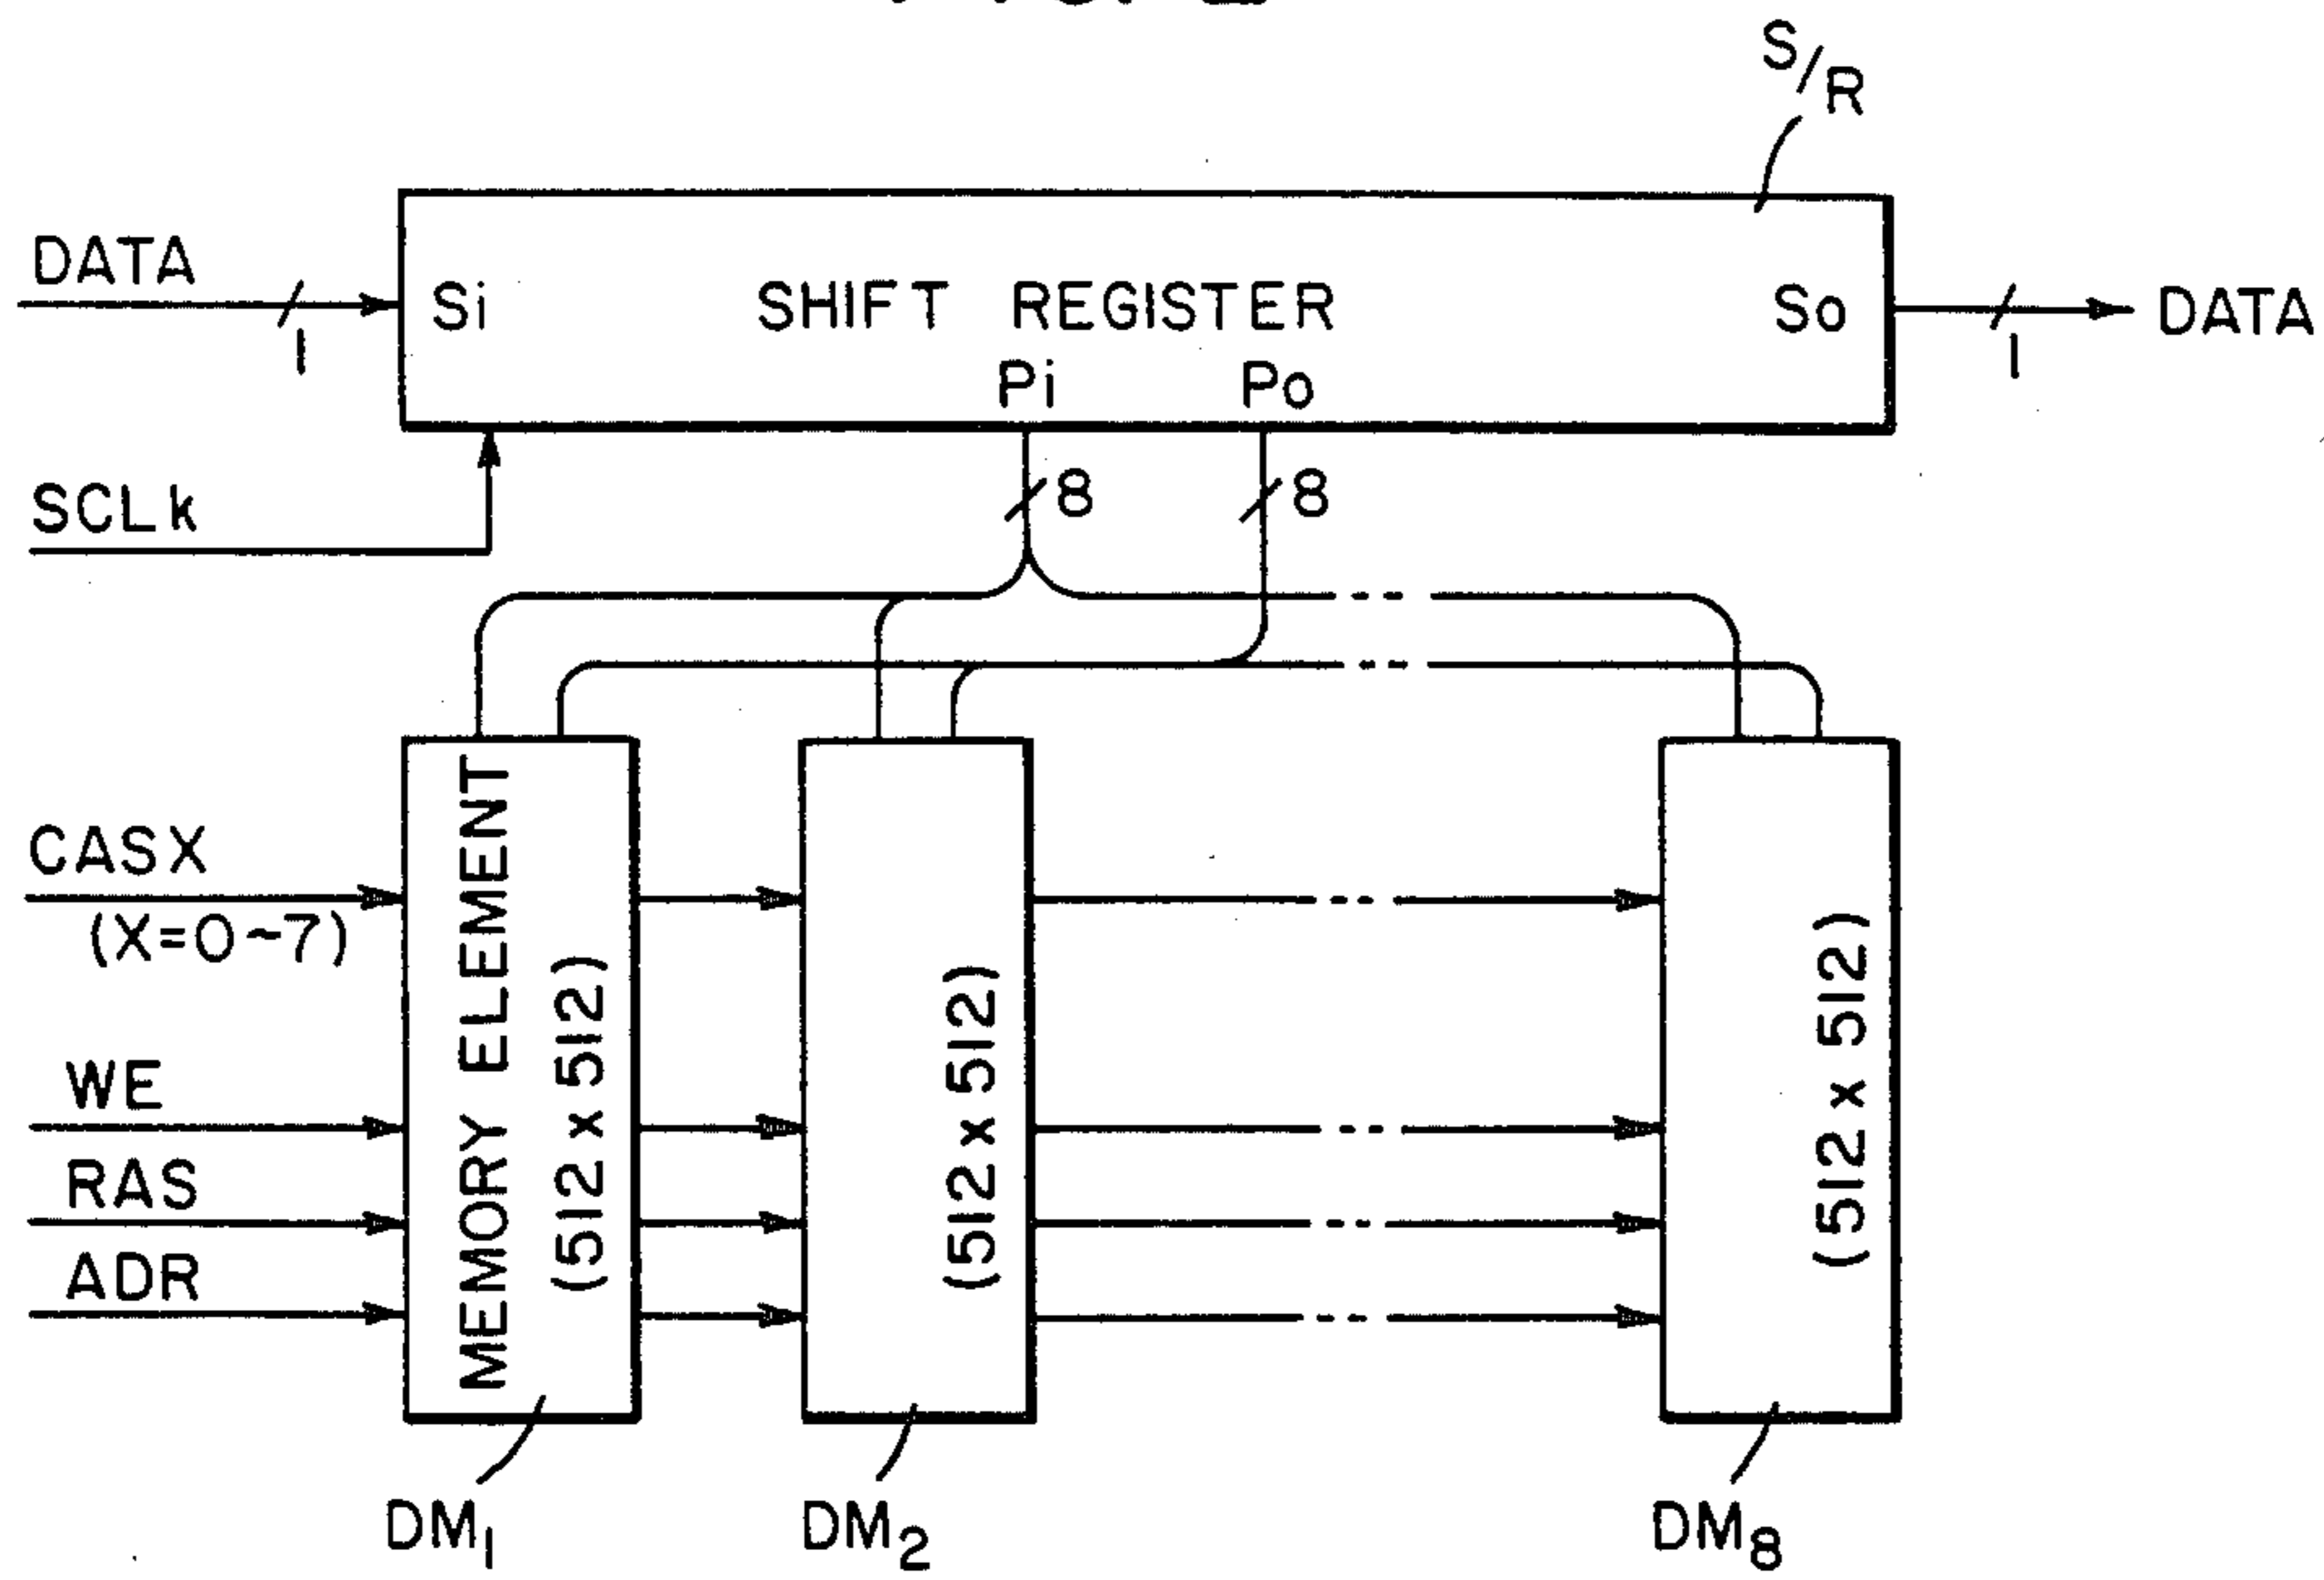 S/R
DATA
1
Si
SHIFT REGISTER
So
1
DATA
Pi
Po
SCLk
8
8
CASX
(X=0~7)
WE
RAS
ADR
MEMORY ELEMENT
(512 x 512)
(512 x 512)
(512 x 512)
DM1
DM2
DM8